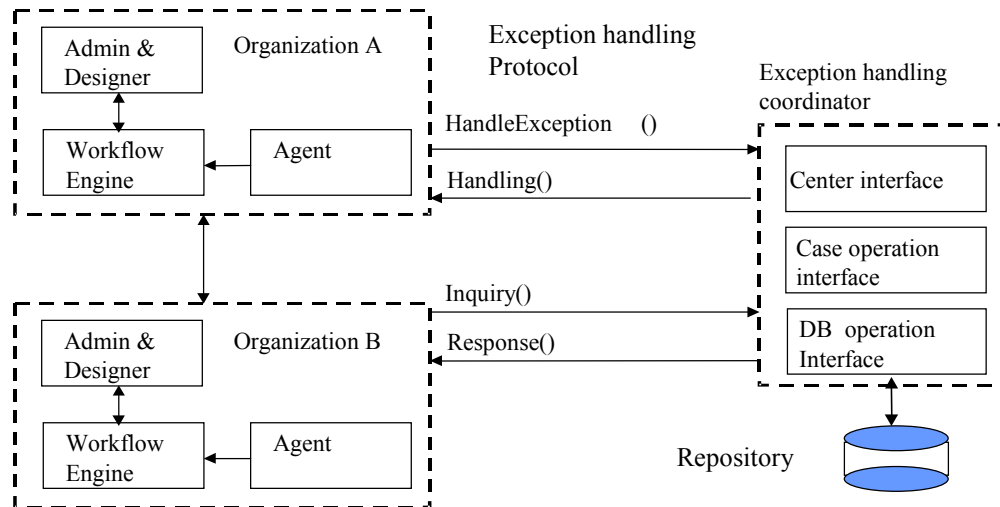 Admin &
Designer
Organization A
Workflow
Engine
Agent
Exception handling
Protocol
HandleException ()
Handling()
Exception handling
coordinator
Center interface
Case operation
interface
DB operation
Interface
Admin &
Designer
Organization B
Workflow
Engine
Agent
Inquiry()
Response()
Repository